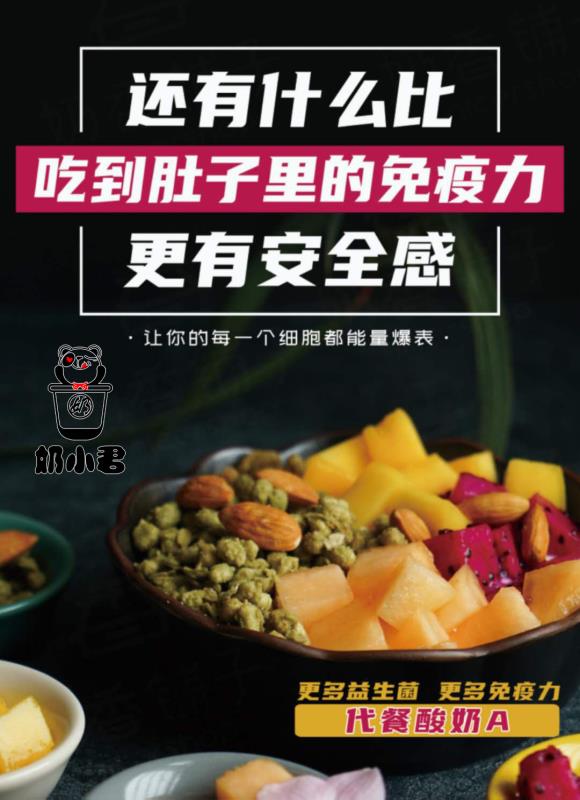 还有什么比
吃到肚子里的免疫力
更有安全感
·让你的每一个细胞都能量爆表·
奶小君
更多益生菌 更多免疫力
代餐酸奶A